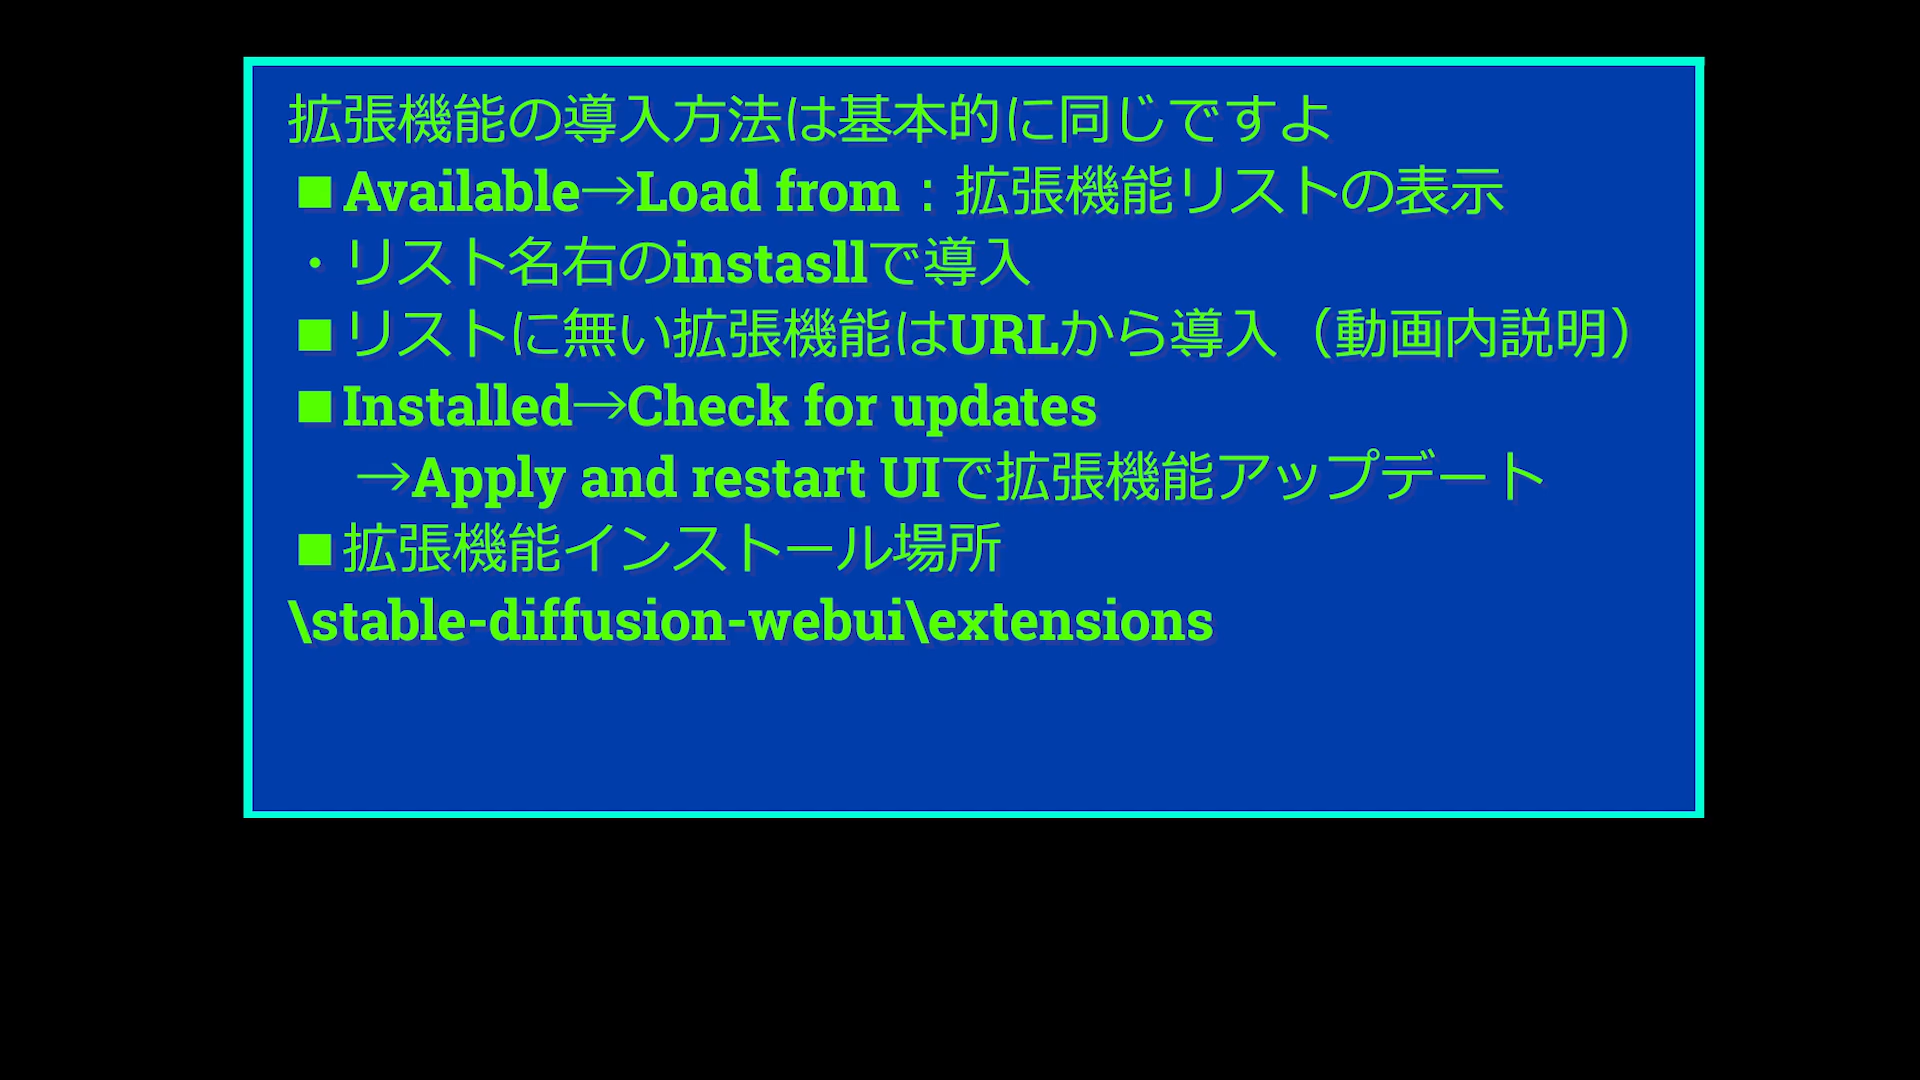 拡張機能の導入方法は基本的に同じですよ
■Available→Load from：拡張機能リストの表示
・リスト名右のinstasllで導入
■リストに無い拡張機能はURLから導入（動画内説明）
■Installed→Check for updates
→Apply and restart UIで拡張機能アップデート
■拡張機能インストール場所
\stable-diffusion-webui\extensions